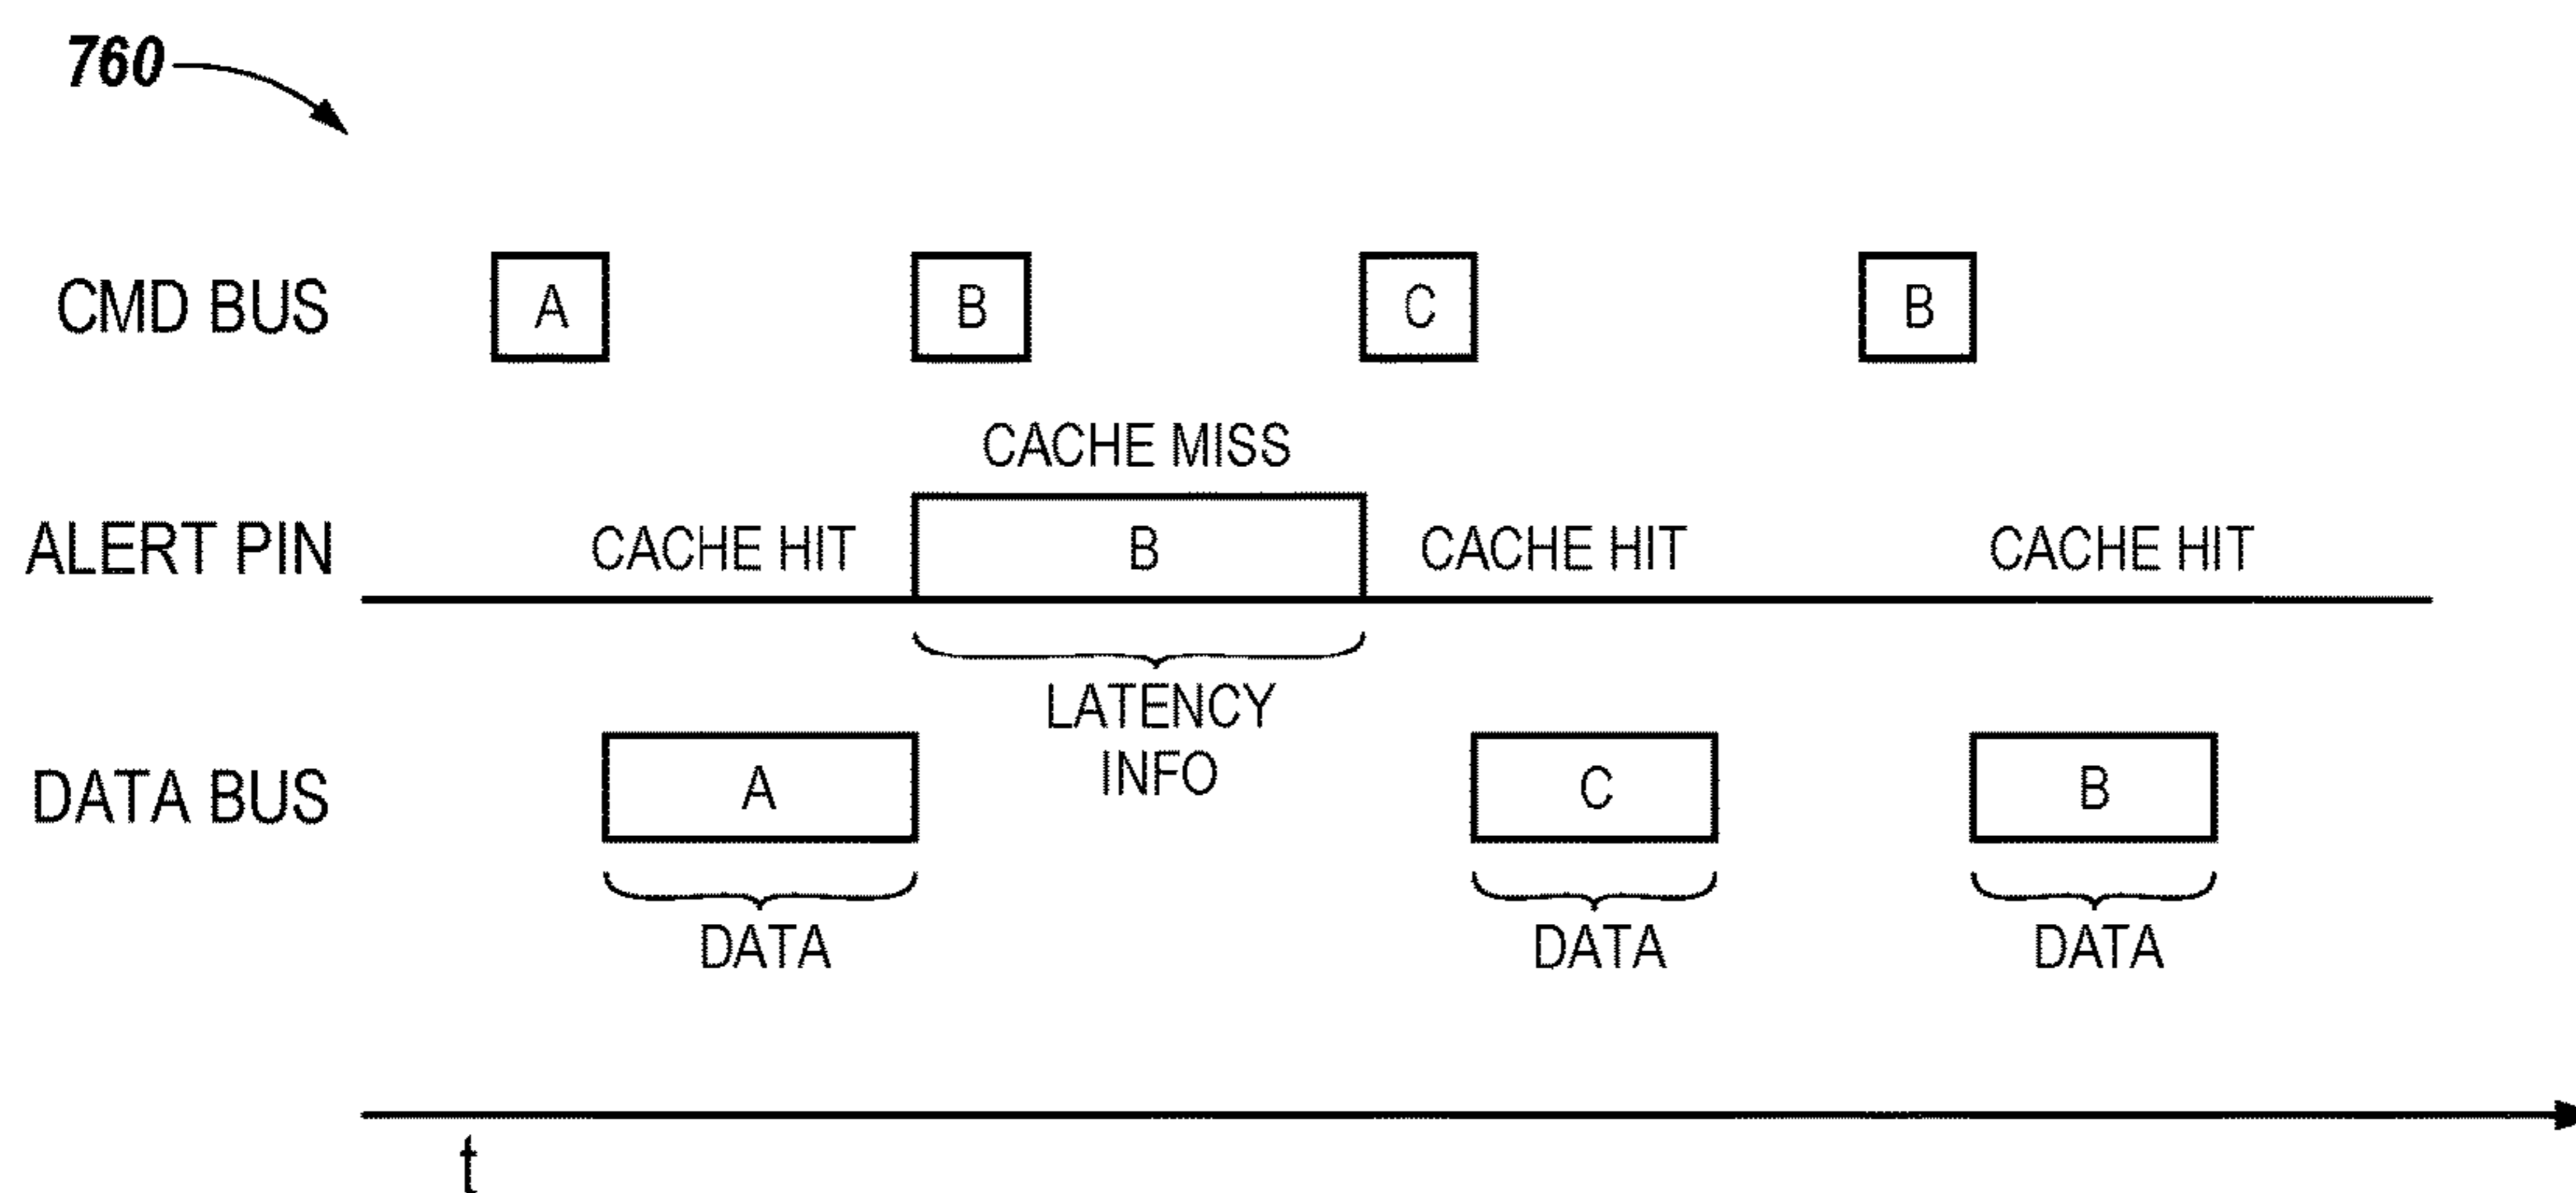 760
CMD BUS A B C B
CACHE MISS
ALERT PIN CACHE HIT B CACHE HIT CACHE HIT
LATENCY
INFO
DATA BUS A C B
DATA DATA DATA
t